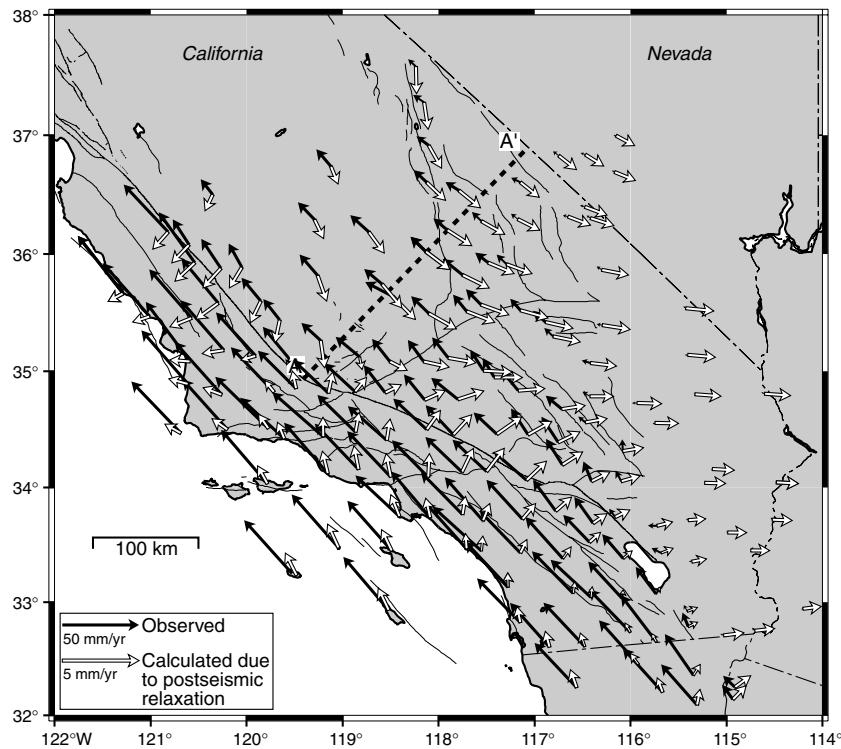 38°
California
Nevada
A'
37°
36°
35°
A
34°
100 km
33°
Observed
50 mm/yr
Calculated due
5 mm/yr
to postseismic
relaxation
32°
122°W
121°
120°
119°
118°
117°
116°
115°
114°